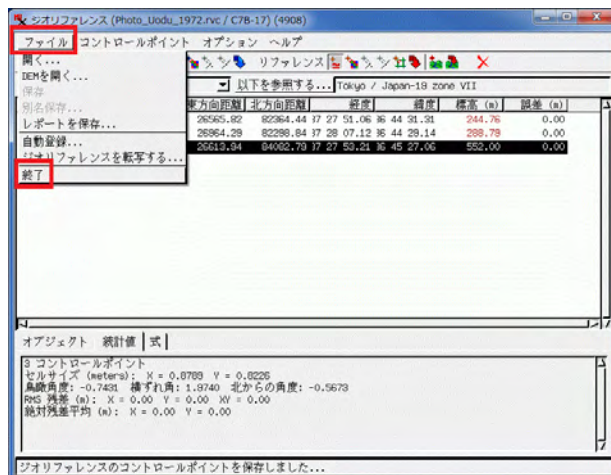 ジオリファレンス (Photo_Uodu_1972.rvc / C7B-17) (4908)
ファイル コントロールポイント オプション ヘルプ
開く... リファレンス
DEMを開く...
保存 以下を参照する... Tokyo / Japan-19 zone VII
別名保存... 東方向距離 北方向距離 経度 緯度 標高 (m) 誤差 (m)
レポートを保存... 26565.82 82364.44 37 27 51.06 36 44 31.31 244.76 0.00
自動登録... 26964.29 82298.84 37 28 07.12 36 44 29.14 288.79 0.00
ジオリファレンスを転写する... 26613.94 84082.79 37 27 53.21 36 45 27.06 552.00 0.00
終了
オブジェクト 統計値 式
3 コントロールポイント
セルサイズ (meters): X = 0.8789 Y = 0.8226
鳥瞰角度: -0.7431 横ずれ角: 1.9740 北からの角度: -0.5673
RMS 残差 (m): X = 0.00 Y = 0.00 XY = 0.00
絶対残差平均 (m): X = 0.00 Y = 0.00
ジオリファレンスのコントロールポイントを保存しました...